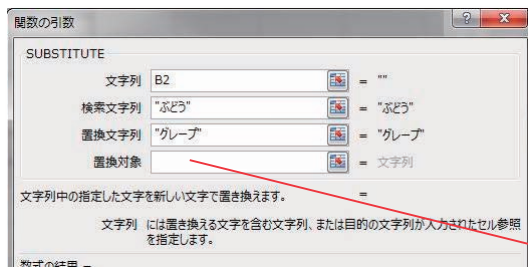 関数の引数
SUBSTITUTE
文字列 B2 = ""
検索文字列 "ぶどう" = "ぶどう"
置換文字列 "グレープ" = "グレープ"
置換対象 = 文字列
文字列中の指定した文字を新しい文字で置き換えます。 =
文字列 には置き換える文字を含む文字列、または目的の文字列が入力されたセル参照
を指定します。
数式の結果 =